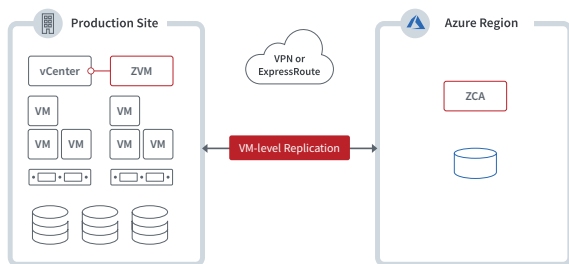 Production Site
vCenter
ZVM
VM
VM
VM
VM
VM
VM
VPN or
ExpressRoute
VM-level Replication
Azure Region
ZCA